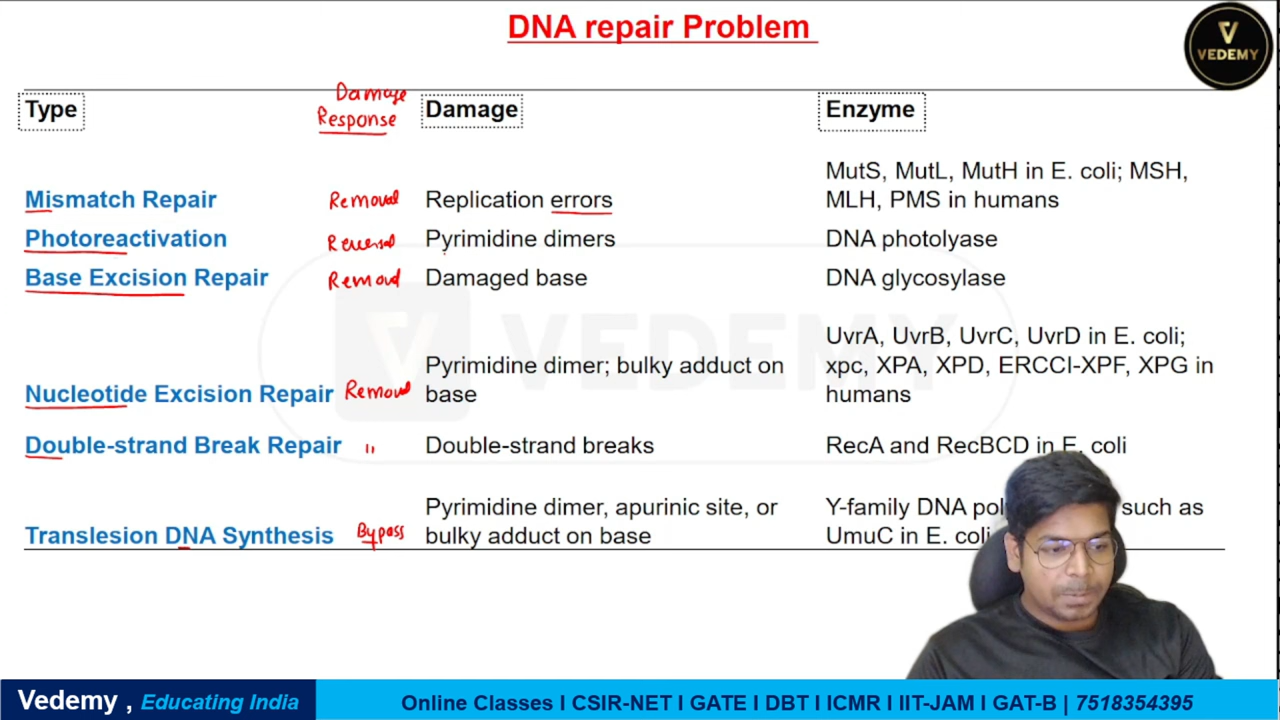 DNA repair Problem
VEDEMY
Type
Damage
Response
Damage
Enzyme
Mismatch Repair
Removal
Replication errors
MutS, MutL, MutH in E. coli; MSH,
MLH, PMS in humans
Photoreactivation
Reversal
Pyrimidine dimers
DNA photolyase
Base Excision Repair
Removal
Damaged base
DNA glycosylase
VEDEMY
Nucleotide Excision Repair
Removal
Pyrimidine dimer; bulky adduct on
base
UvrA, UvrB, UvrC, UvrD in E. coli;
xpc, XPA, XPD, ERCCI-XPF, XPG in
humans
Double-strand Break Repair
"
Double-strand breaks
RecA and RecBCD in E. coli
Translesion DNA Synthesis
Bypass
Pyrimidine dimer, apurinic site, or
bulky adduct on base
Y-family DNA such as
UmuC in E. coli
Vedemy , Educating India
Online Classes I CSIR-NET I GATE I DBT I ICMR I IIT-JAM I GAT-B | 7518354395